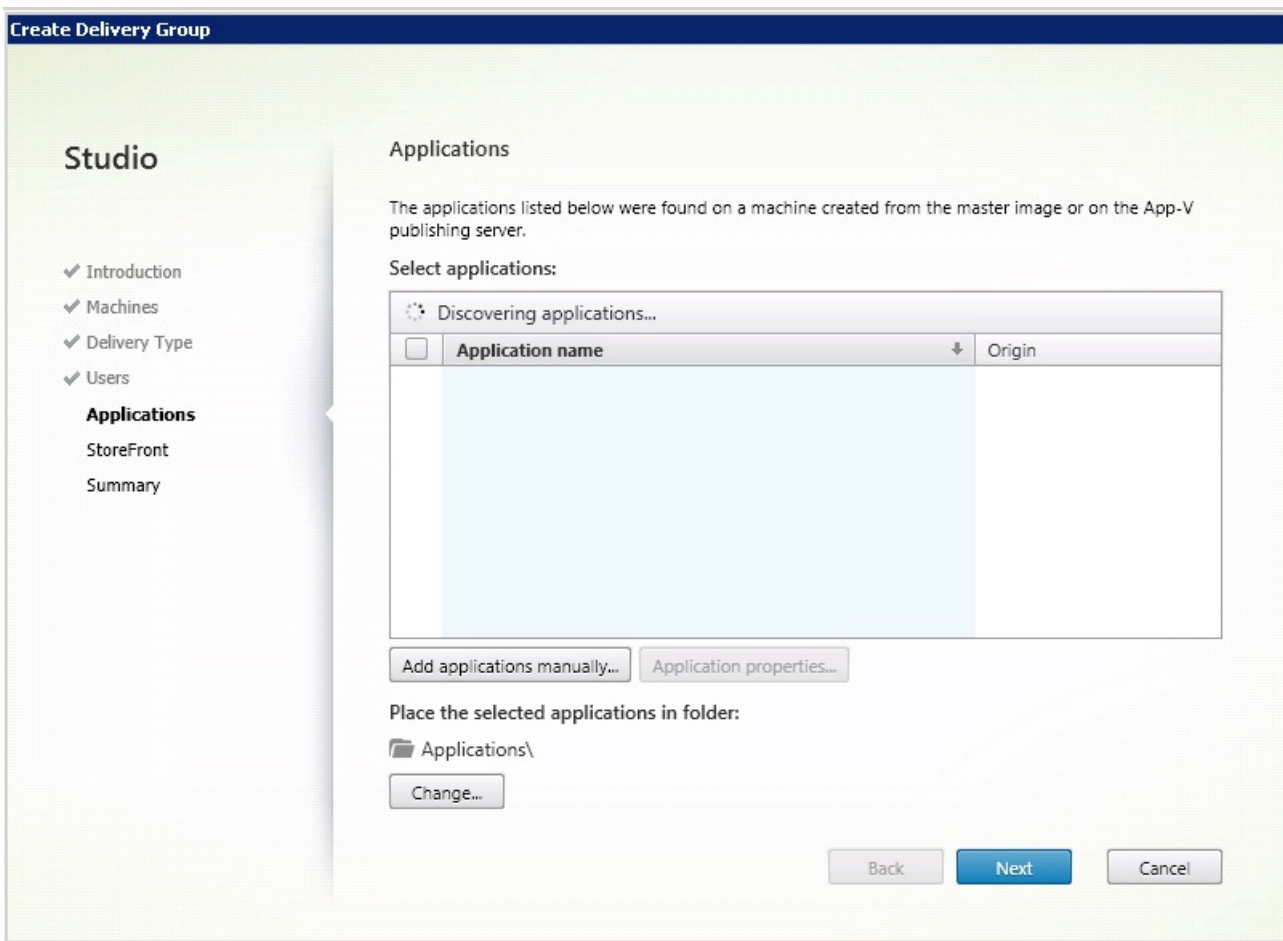 Create Delivery Group
Studio
Introduction
Machines
Delivery Type
Users
Applications
StoreFront
Summary
Applications
The applications listed below were found on a machine created from the master image or on the App-V
publishing server.
Select applications:
Discovering applications...
Application name
Origin
Add applications manually...
Application properties...
Place the selected applications in folder:
Applications\
Change...
Back
Next
Cancel